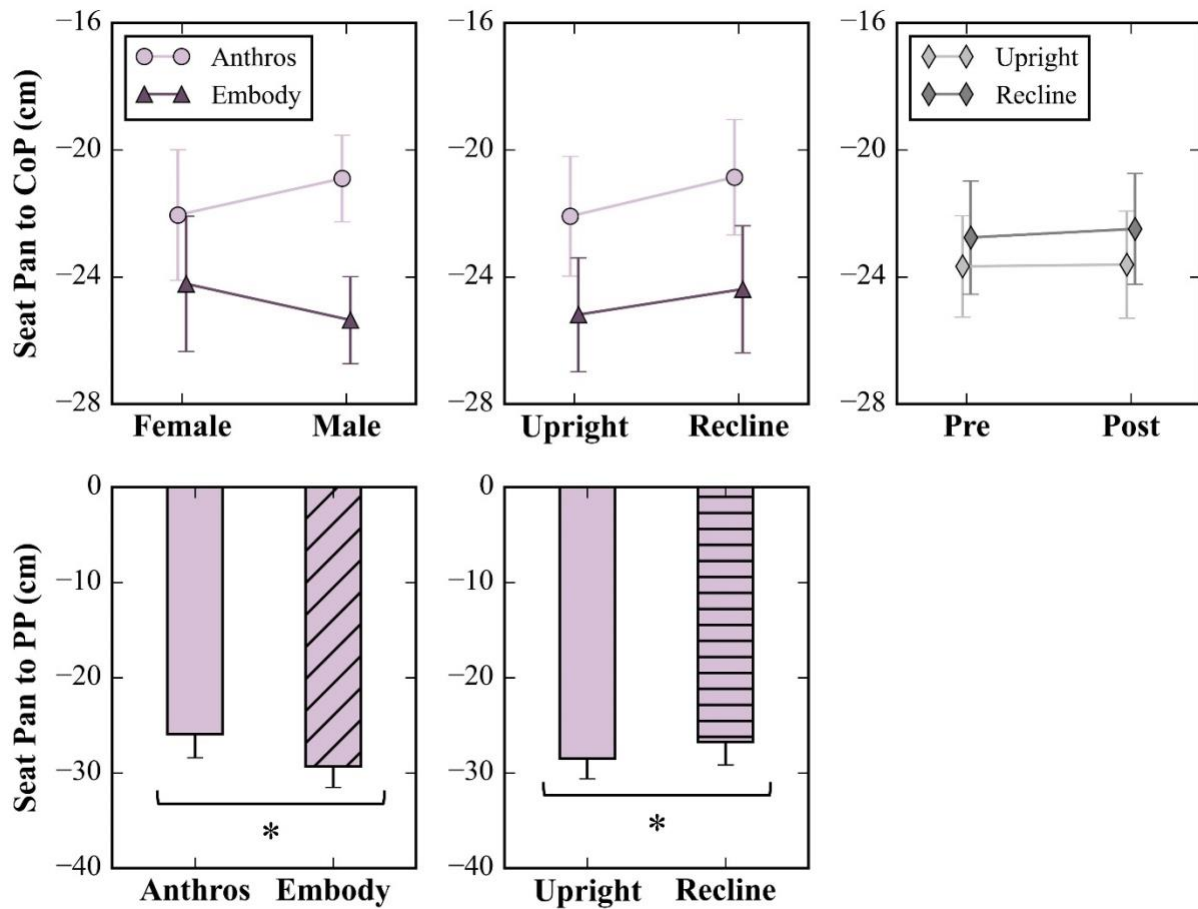 Seat Pan to CoP (cm)
−16
−20
−24
−28
Anthros
Embody
Female Male
−16
−20
−24
−28
Upright Recline
−16
−20
−24
−28
Upright
Recline
Pre Post
Seat Pan to PP (cm)
0
−10
−20
−30
−40
*
Anthros Embody
0
−10
−20
−30
−40
*
Upright Recline